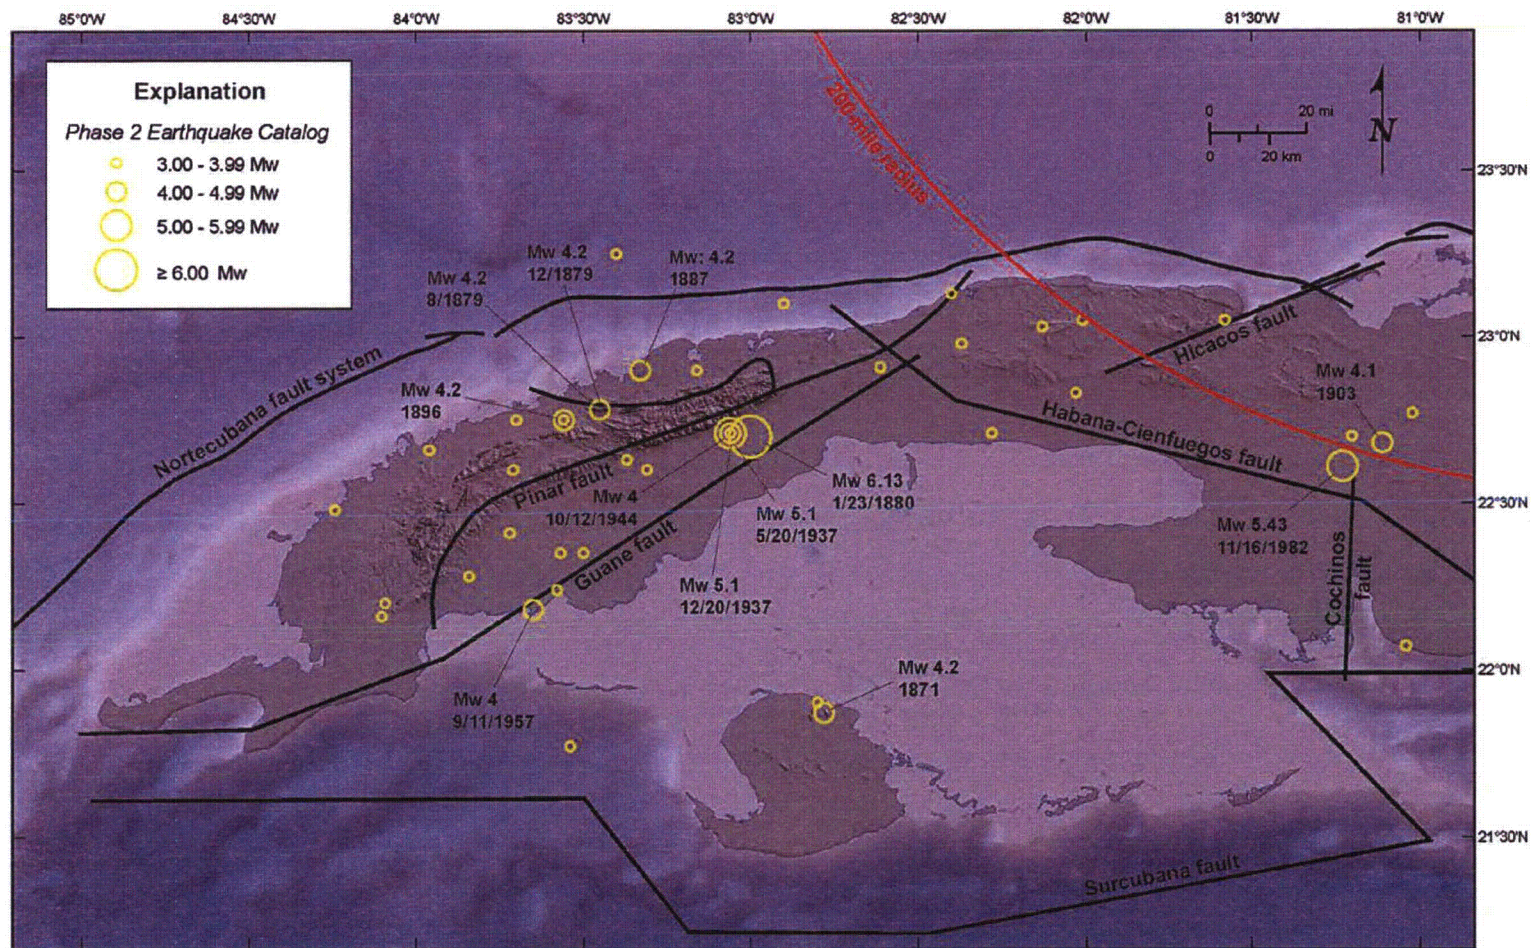 85°0'W 84°0'W 83°30'W 83°0'W 82°30'W 82°0'W 81°30'W 81°0'W
Explanation
Phase 2 Earthquake Catalog
3.00 - 3.99 Mw
4.00 - 4.99 Mw
5.00 - 5.99 Mw
≥ 6.00 Mw
200-mile radius
0 20 mi
0 20 km
N
23°30'N
23°0'N
22°30'N
22°0'N
21°30'N
Mw 4.2
8/1879
Mw 4.2
12/1879
Mw: 4.2
1887
Nortecubana fault system
Mw 4.2
1896
Hicacos fault
Mw 4.1
1903
Habana-Cienfuegos fault
Pinar fault
Mw 4
10/12/1944
Guane fault
Mw 6.13
1/23/1880
Mw 5.1
5/20/1937
Mw 5.1
12/20/1937
Mw 5.43
11/16/1982
Cochinos
fault
Mw 4.2
1871
Mw 4
9/11/1957
Surcubana fault